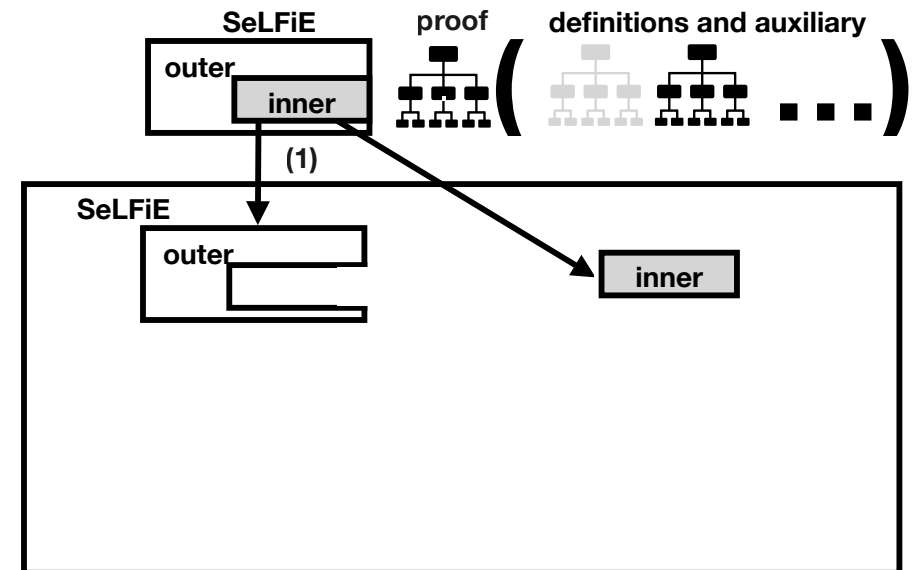 SeLFiE proof definitions and auxiliary
outer
inner
( ... )
(1)
SeLFiE
outer
inner